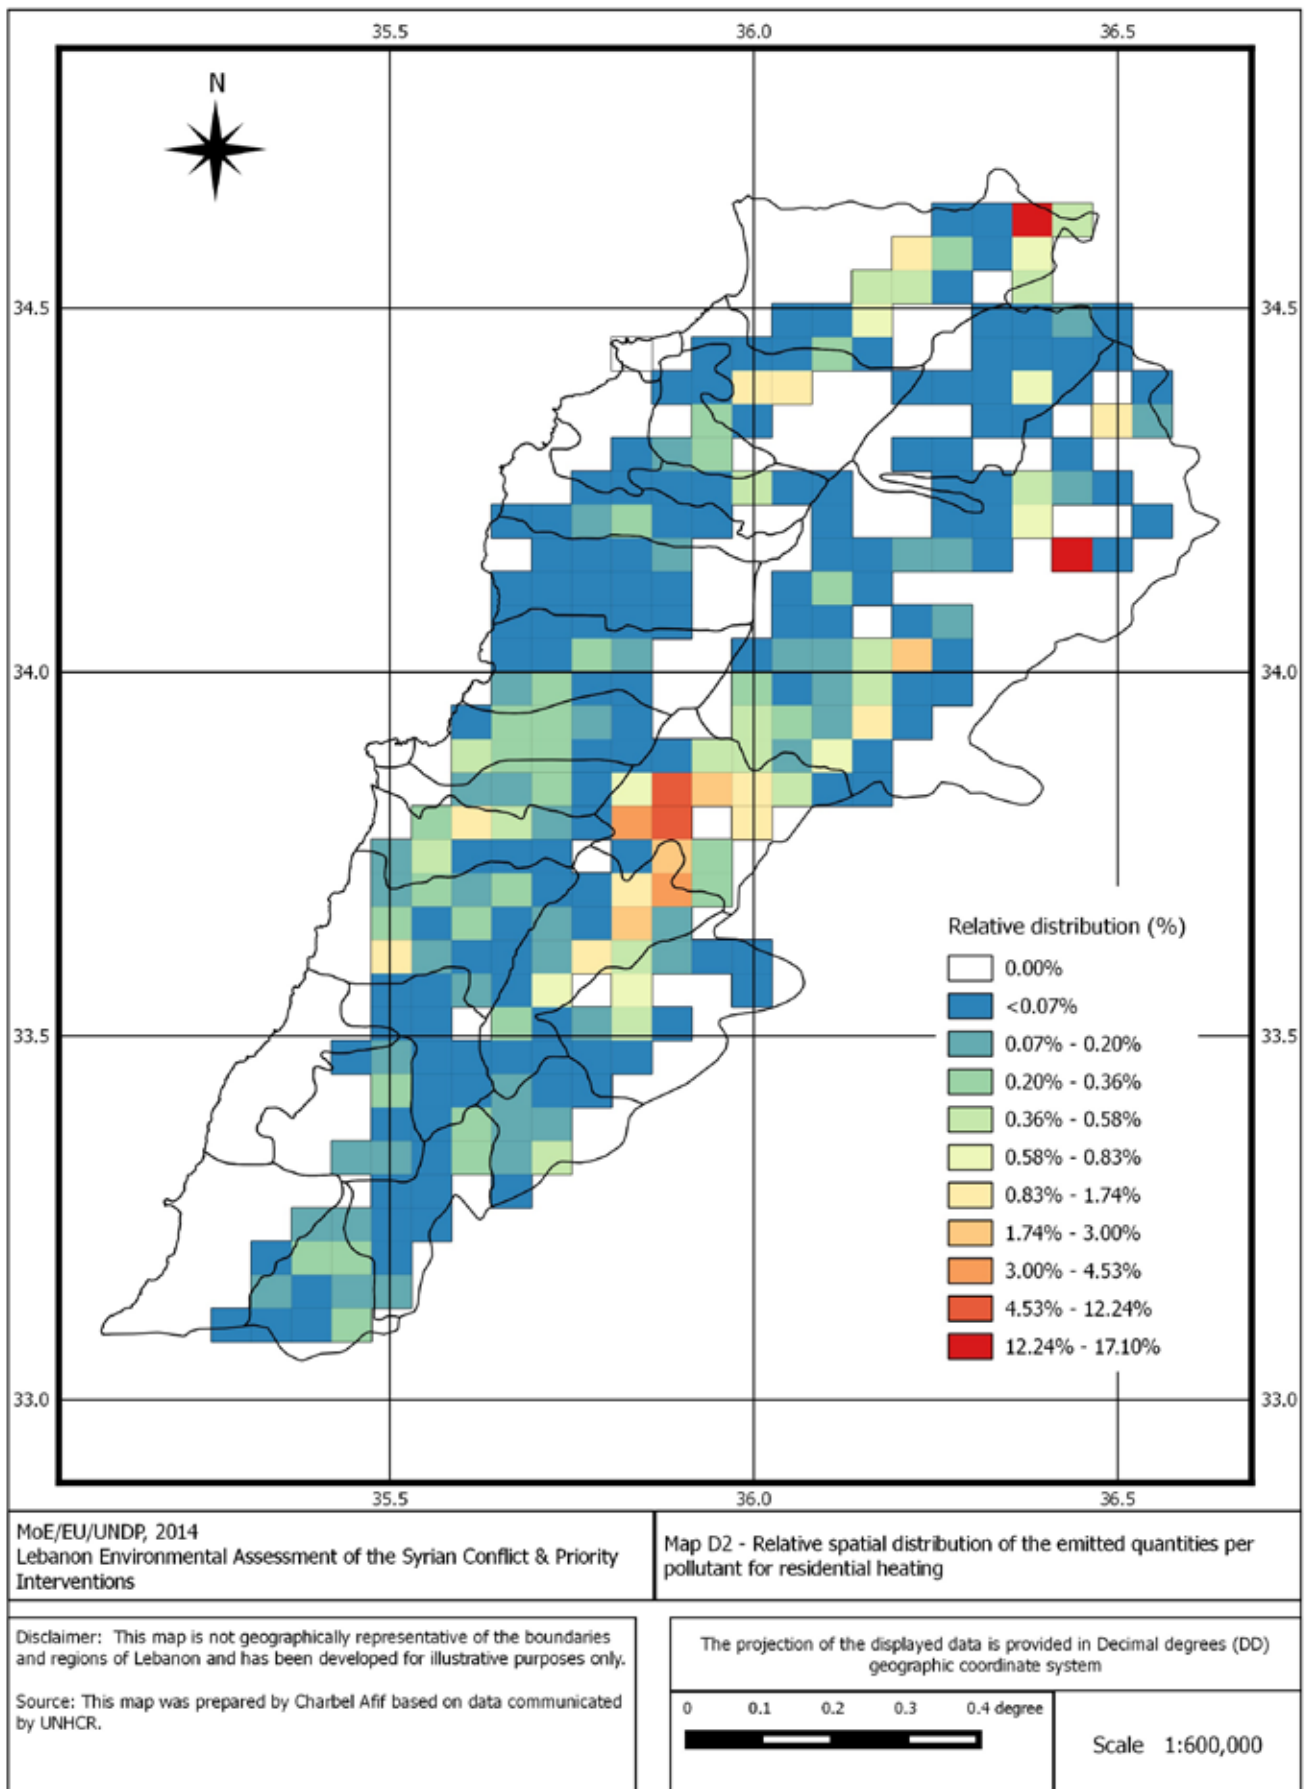 35.5 36.0 36.5
N
34.5 34.5
34.0 34.0
33.5 33.5
33.0 33.0
Relative distribution (%)
0.00%
<0.07%
0.07% - 0.20%
0.20% - 0.36%
0.36% - 0.58%
0.58% - 0.83%
0.83% - 1.74%
1.74% - 3.00%
3.00% - 4.53%
4.53% - 12.24%
12.24% - 17.10%
35.5 36.0 36.5
MoE/EU/UNDP, 2014
Lebanon Environmental Assessment of the Syrian Conflict & Priority
Interventions
Map D2 - Relative spatial distribution of the emitted quantities per
pollutant for residential heating
Disclaimer: This map is not geographically representative of the boundaries
and regions of Lebanon and has been developed for illustrative purposes only.
Source: This map was prepared by Charbel Afif based on data communicated
by UNHCR.
The projection of the displayed data is provided in Decimal degrees (DD)
geographic coordinate system
0 0.1 0.2 0.3 0.4 degree
Scale 1:600,000